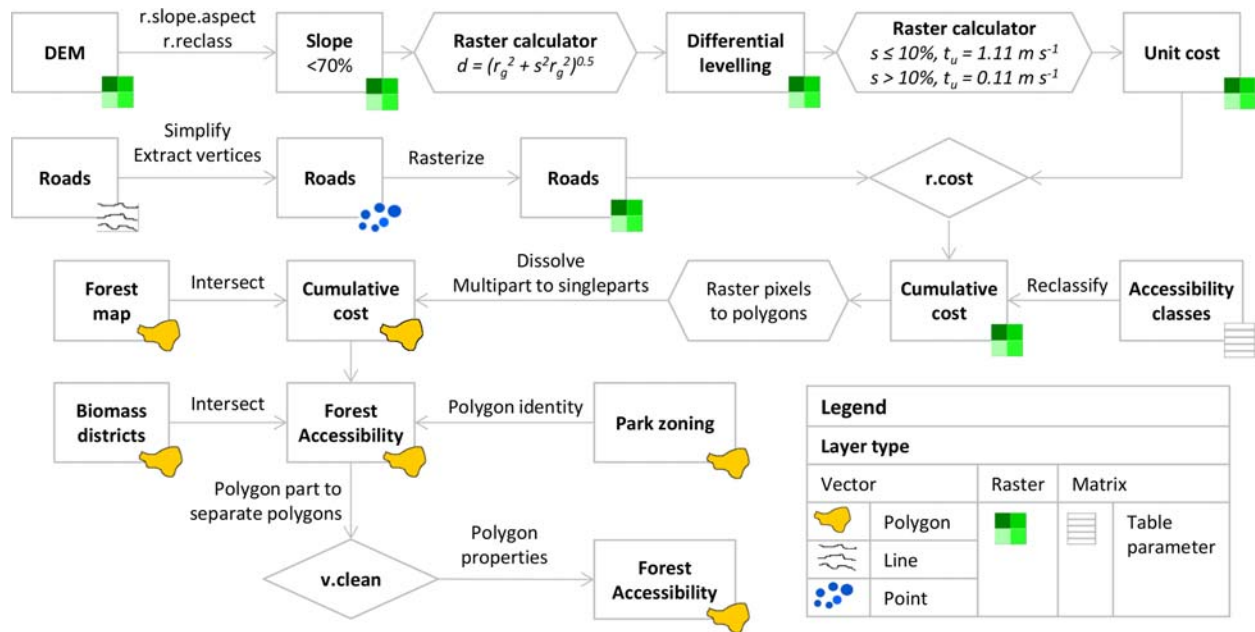 r.slope.aspect
r.reclass
DEM
Slope
<70%
Raster calculator
d = (r_g² + s²r_g²)^0.5
Differential
levelling
Raster calculator
s ≤ 10%, t_u = 1.11 m s⁻¹
s > 10%, t_u = 0.11 m s⁻¹
Unit cost
Simplify
Extract vertices
Roads
Roads
Rasterize
Roads
r.cost
Forest
map
Intersect
Cumulative
cost
Dissolve
Multipart to singleparts
Raster pixels
to polygons
Cumulative
cost
Reclassify
Accessibility
classes
Biomass
districts
Intersect
Forest
Accessibility
Polygon identity
Park zoning
Polygon part to
separate polygons
v.clean
Polygon
properties
Forest
Accessibility
Legend
Layer type
Vector
Raster
Matrix
Polygon
Line
Point
Table
parameter